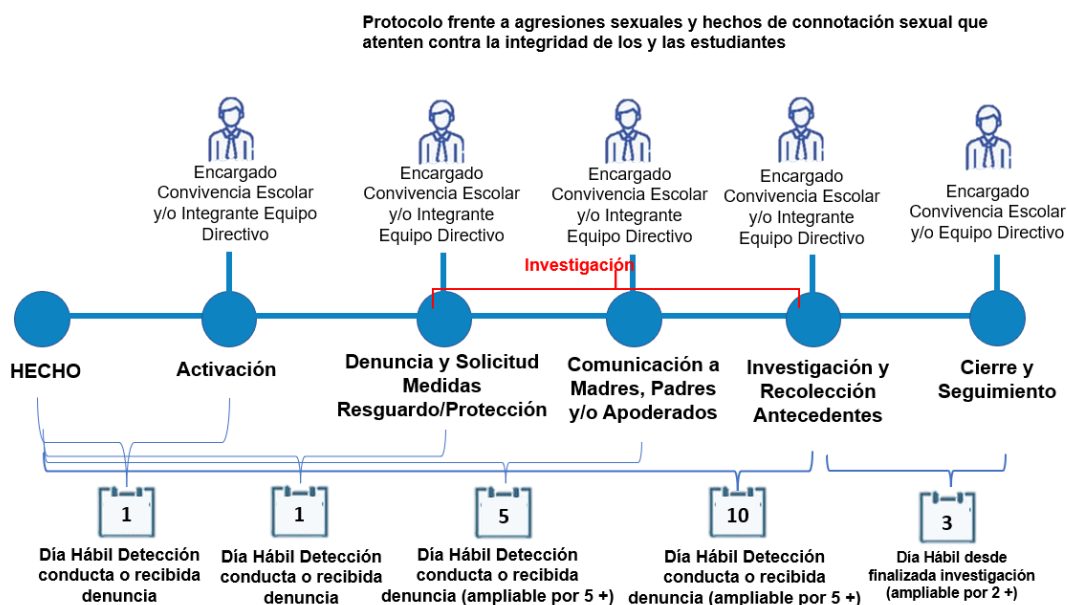 Protocolo frente a agresiones sexuales y hechos de connotación sexual que
atenten contra la integridad de los y las estudiantes
Encargado
Convivencia Escolar
y/o Integrante Equipo
Directivo
Encargado
Convivencia Escolar
y/o Integrante
Equipo Directivo
Encargado
Convivencia Escolar
y/o Integrante
Equipo Directivo
Encargado
Convivencia Escolar
y/o Integrante
Equipo Directivo
Encargado
Convivencia Escolar
y/o Equipo Directivo
Investigación
HECHO
Activación
Denuncia y Solicitud
Medidas
Resguardo/Protección
Comunicación a
Madres, Padres
y/o Apoderados
Investigación y
Recolección
Antecedentes
Cierre y
Seguimiento
1
Día Hábil Detección
conducta o recibida
denuncia
1
Día Hábil Detección
conducta o recibida
denuncia
5
Día Hábil Detección
conducta o recibida
denuncia (ampliable por 5 +)
10
Día Hábil Detección
conducta o recibida
denuncia (ampliable por 5 +)
3
Día Hábil desde
finalizada investigación
(ampliable por 2 +)